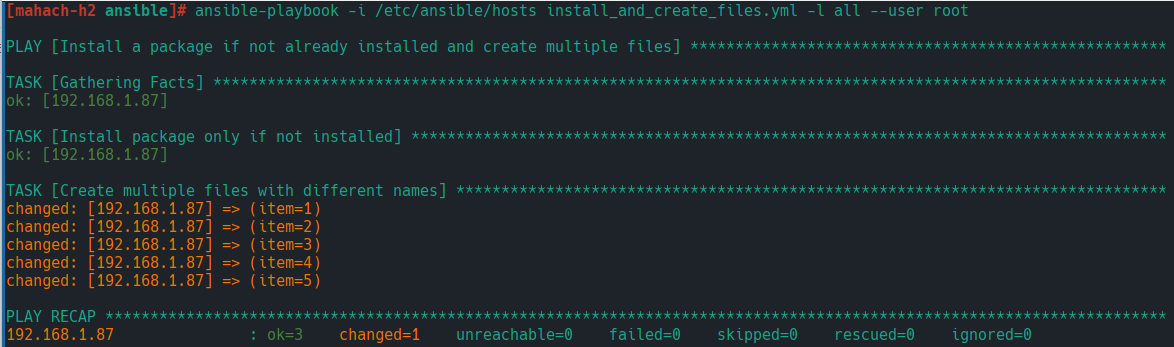 [mahach-h2 ansible]# ansible-playbook -i /etc/ansible/hosts install_and_create_files.yml -l all --user root
PLAY [Install a package if not already installed and create multiple files] *****************************************************
TASK [Gathering Facts] **********************************************************************************************************
ok: [192.168.1.87]
TASK [Install package only if not installed] ************************************************************************************
ok: [192.168.1.87]
TASK [Create multiple files with different names] *******************************************************************************
changed: [192.168.1.87] => (item=1)
changed: [192.168.1.87] => (item=2)
changed: [192.168.1.87] => (item=3)
changed: [192.168.1.87] => (item=4)
changed: [192.168.1.87] => (item=5)
PLAY RECAP **********************************************************************************************************************
192.168.1.87               : ok=3    changed=1    unreachable=0    failed=0    skipped=0    rescued=0    ignored=0